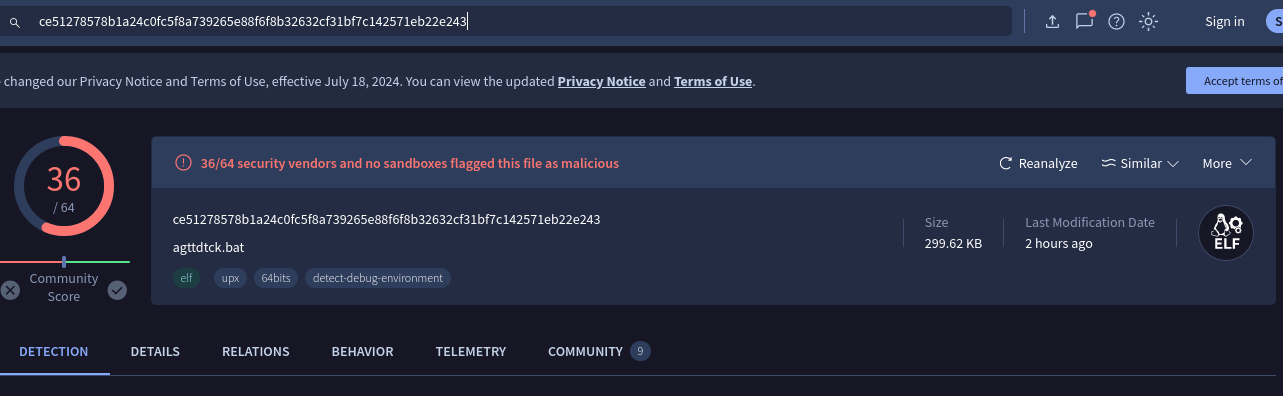 ce51278578b1a24c0fc5f8a739265e88f6f8b32632cf31bf7c142571eb22e243
Sign in
S
changed our Privacy Notice and Terms of Use, effective July 18, 2024. You can view the updated Privacy Notice and Terms of Use.
Accept terms of
36
/ 64
Community
Score
36/64 security vendors and no sandboxes flagged this file as malicious
Reanalyze
Similar
More
ce51278578b1a24c0fc5f8a739265e88f6f8b32632cf31bf7c142571eb22e243
agttdtck.bat
elf upx 64bits detect-debug-environment
Size
299.62 KB
Last Modification Date
2 hours ago
ELF
DETECTION DETAILS RELATIONS BEHAVIOR TELEMETRY COMMUNITY 9